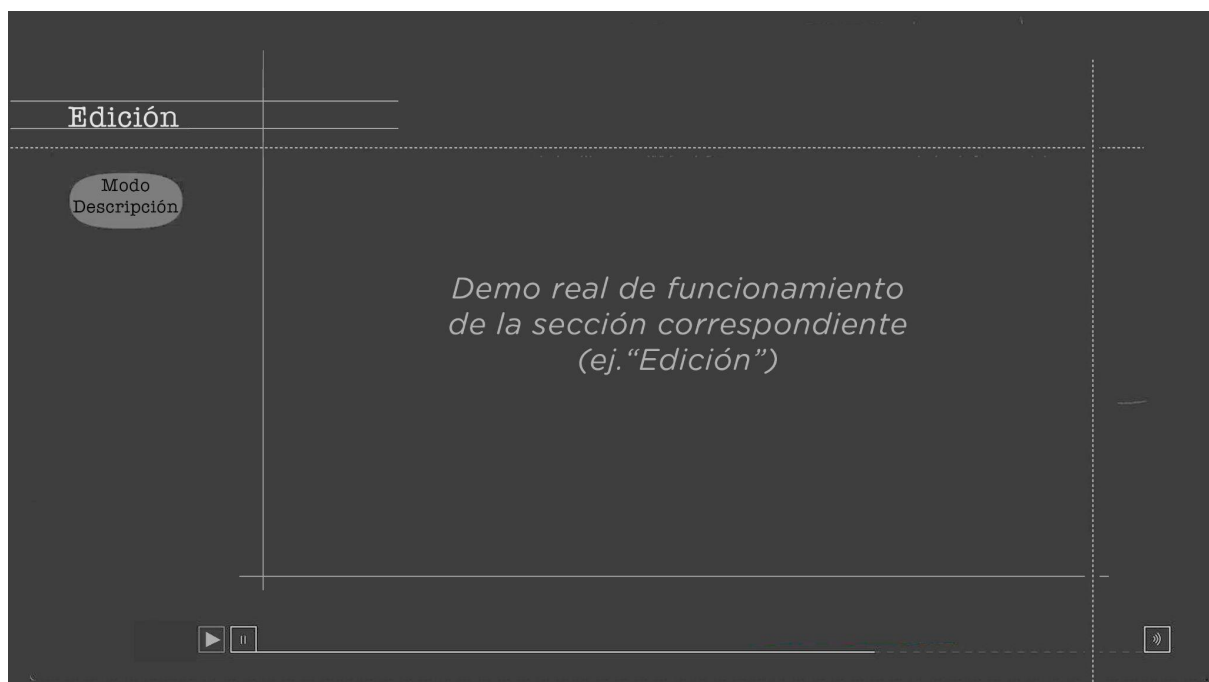 Edición
Modo
Descripción
Demo real de funcionamiento
de la sección correspondiente
(ej.“Edición”)